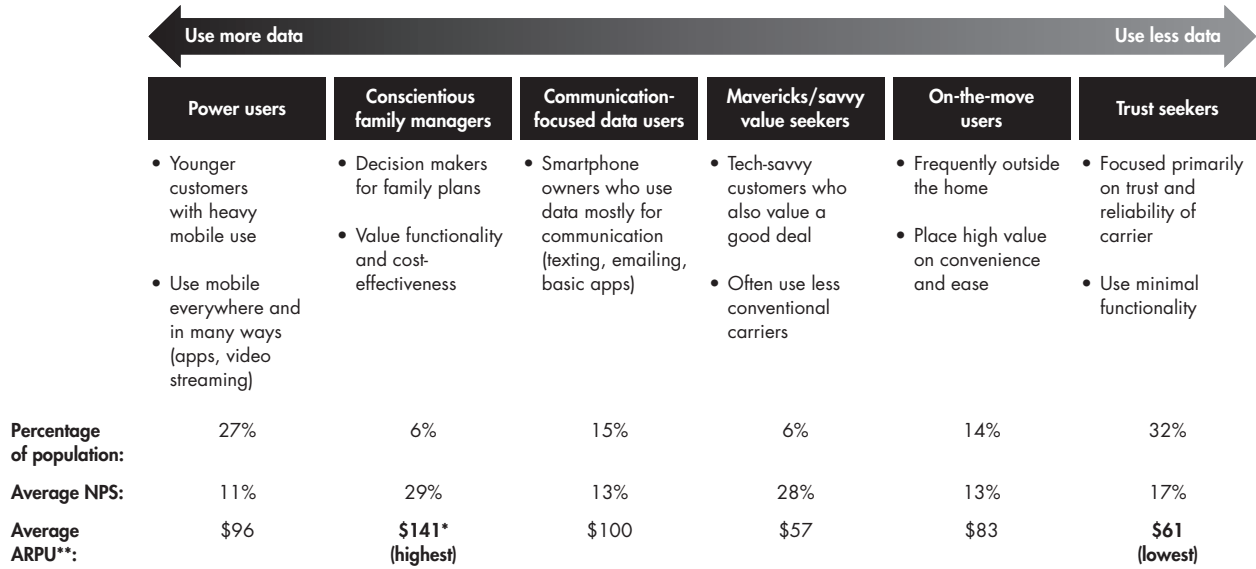 Use more data
Use less data
Power users
Conscientious
family managers
Communication-
focused data users
Mavericks/savvy
value seekers
On-the-move
users
Trust seekers
• Younger
customers
with heavy
mobile use
• Use mobile
everywhere and
in many ways
(apps, video
streaming)
• Decision makers
for family plans
• Value functionality
and cost-
effectiveness
• Smartphone
owners who use
data mostly for
communication
(texting, emailing,
basic apps)
• Tech-savvy
customers who
also value a
good deal
• Often use less
conventional
carriers
• Frequently outside
the home
• Place high value
on convenience
and ease
• Focused primarily
on trust and
reliability of
carrier
• Use minimal
functionality
Percentage
of population:
27%
6%
15%
6%
14%
32%
Average NPS:
11%
29%
13%
28%
13%
17%
Average
ARPU**:
$96
$141*
(highest)
$100
$57
$83
$61
(lowest)